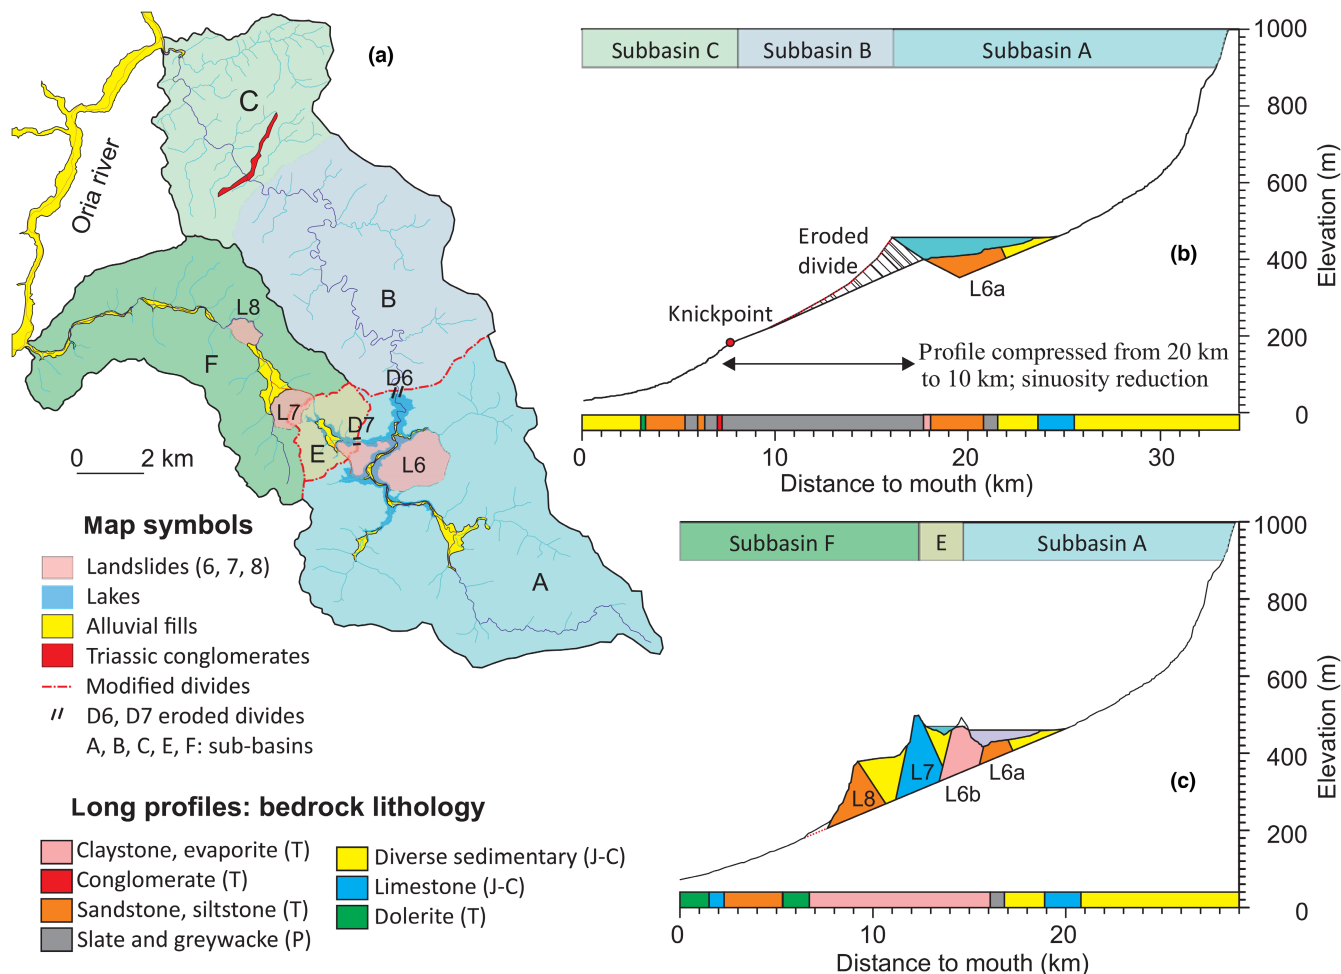 (a)
C
Oria river
B
L8
F
D6
L7
D7
E
L6
A
0 2 km
Map symbols
Landslides (6, 7, 8)
Lakes
Alluvial fills
Triassic conglomerates
Modified divides
D6, D7 eroded divides
A, B, C, E, F: sub-basins
Long profiles: bedrock lithology
Claystone, evaporite (T)
Conglomerate (T)
Sandstone, siltstone (T)
Slate and greywacke (P)
Diverse sedimentary (J-C)
Limestone (J-C)
Dolerite (T)
Subbasin C Subbasin B Subbasin A
1000
800
600
400
200
0
Elevation (m)
(b)
Eroded
divide
L6a
Knickpoint
Profile compressed from 20 km
to 10 km; sinuosity reduction
0 10 20 30
Distance to mouth (km)
Subbasin F E Subbasin A
1000
800
600
400
200
0
Elevation (m)
(c)
L7
L6a
L8
L6b
0 10 20
Distance to mouth (km)